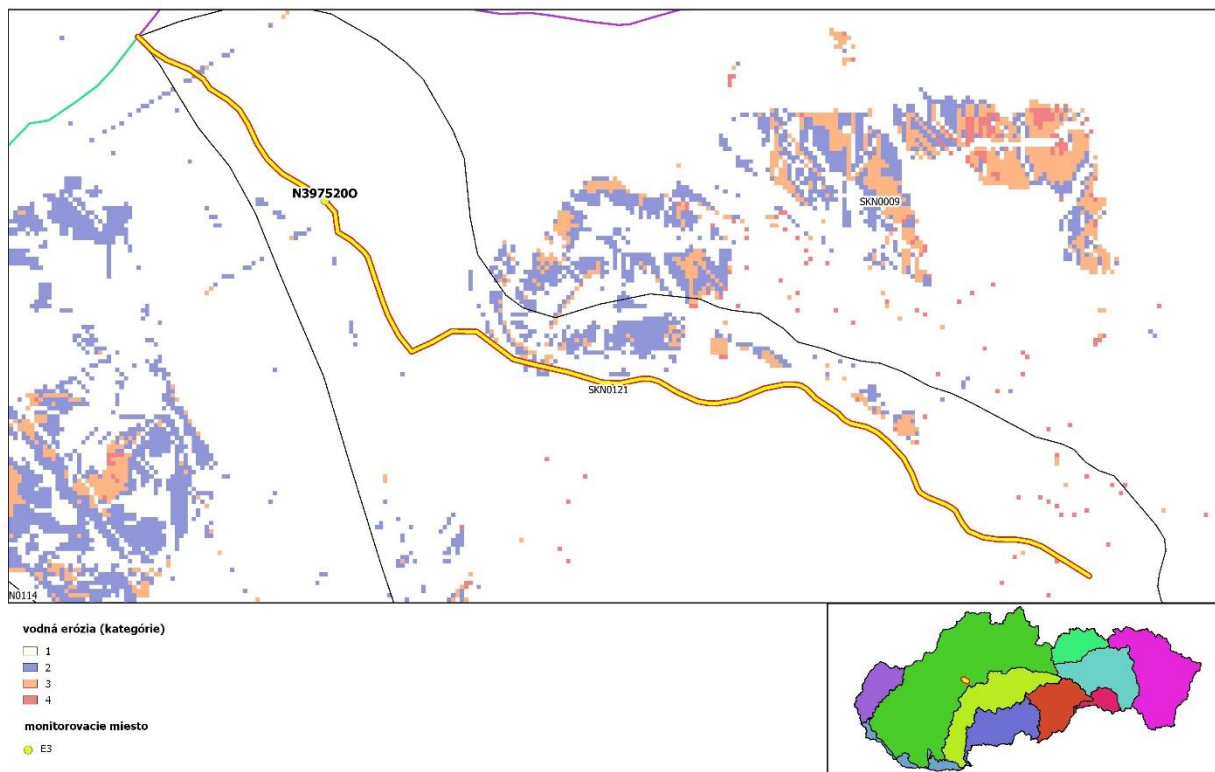 N397520O
SKN0009
SKN0121
N0114
vodná erózia (kategórie)
1
2
3
4
monitorovacie miesto
E3